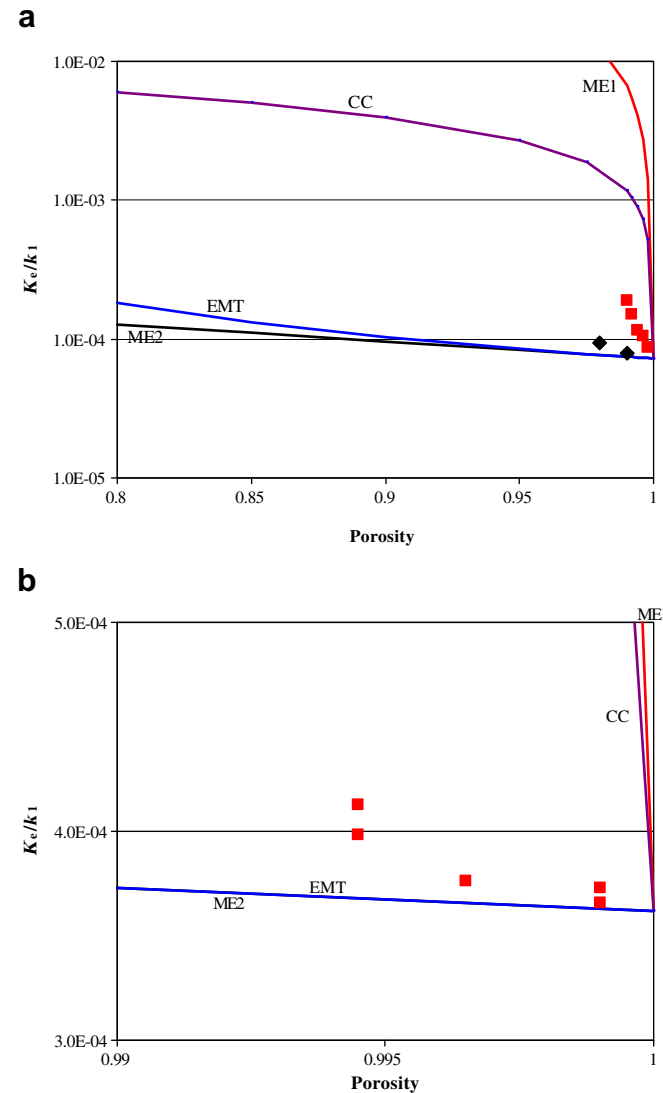 a
1.0E-02
ME1
CC
1.0E-03
Ke/k1
EMT
ME2
1.0E-04
1.0E-05
0.8 0.85 0.9 0.95 1
Porosity
b
ME
5.0E-04
CC
Ke/k1
4.0E-04
EMT
ME2
3.0E-04
0.99 0.995 1
Porosity